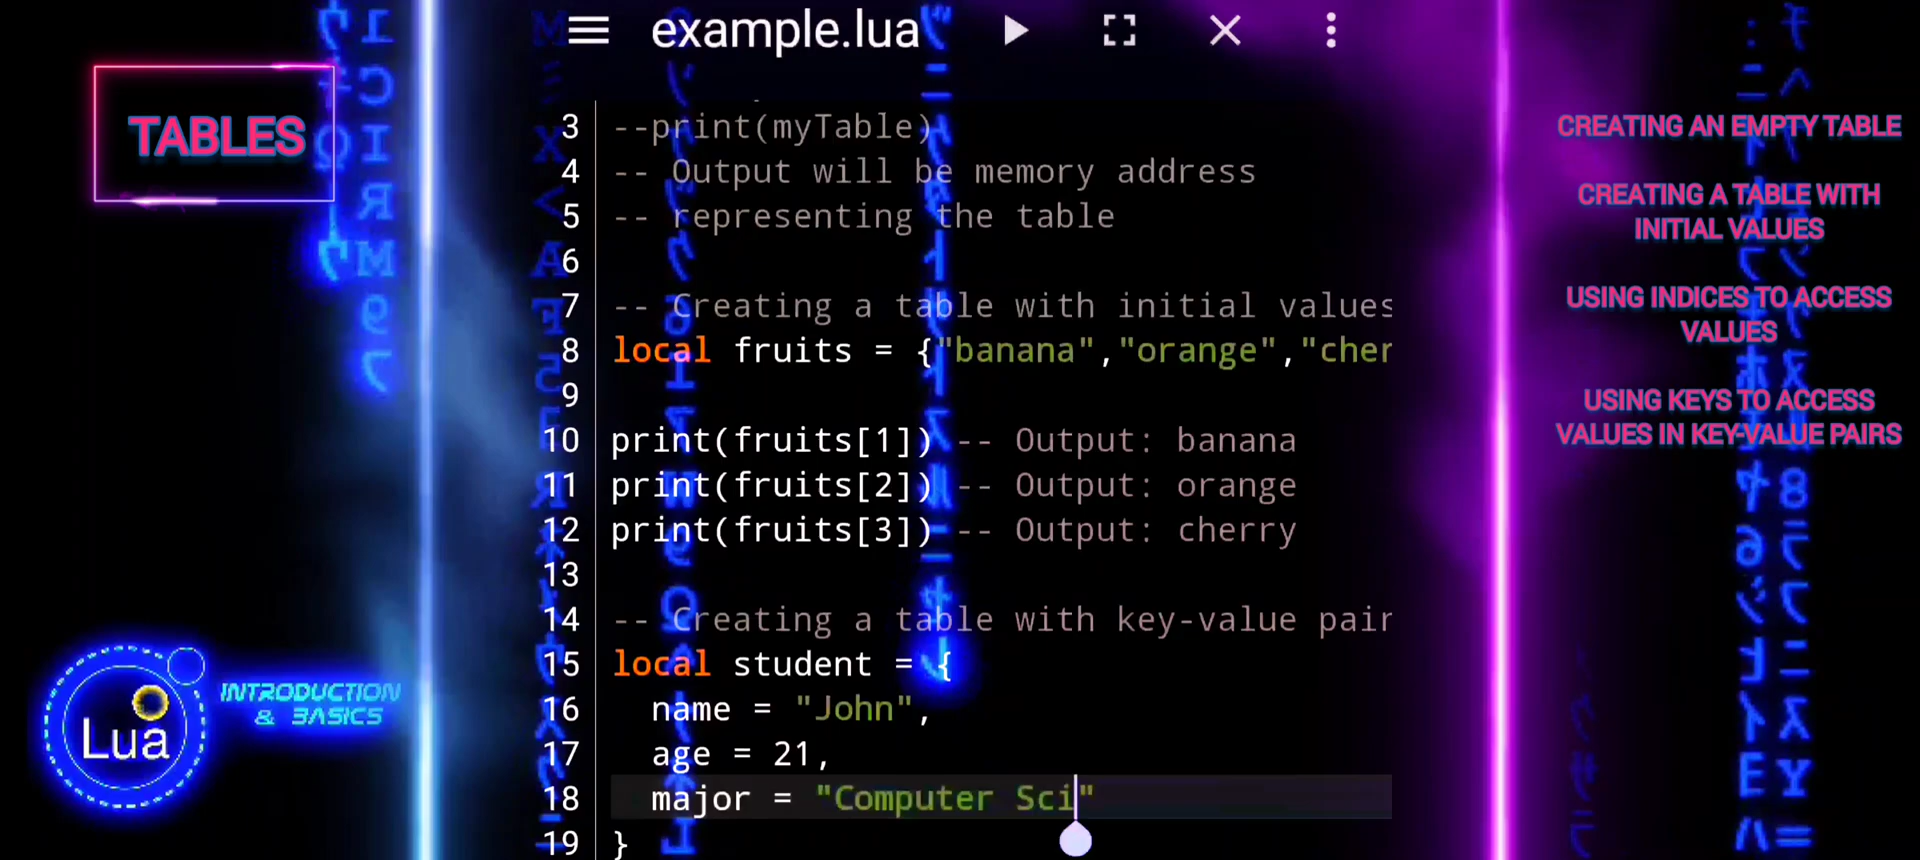 example.lua
TABLES
3 --print(myTable)
4 -- Output will be memory address
5 -- representing the table
6
7 -- Creating a table with initial values
8 local fruits = {"banana","orange","cher
9
10 print(fruits[1]) -- Output: banana
11 print(fruits[2]) -- Output: orange
12 print(fruits[3]) -- Output: cherry
13
14 -- Creating a table with key-value pair
15 local student = {
16 name = "John",
17 age = 21,
18 major = "Computer Sci"
19 }
CREATING AN EMPTY TABLE
CREATING A TABLE WITH
INITIAL VALUES
USING INDICES TO ACCESS
VALUES
USING KEYS TO ACCESS
VALUES IN KEY-VALUE PAIRS
Lua
INTRODUCTION
& BASICS